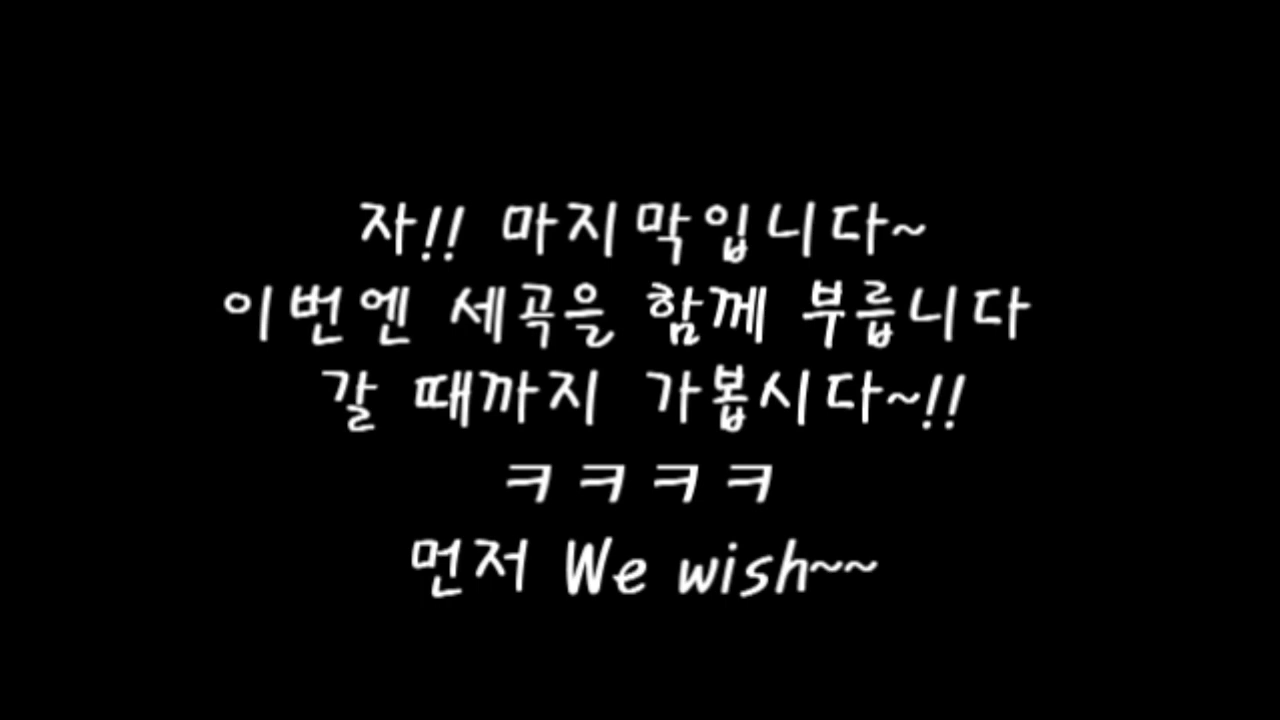 자!! 마지막입니다~
이번엔 세곡을 함께 부릅니다
갈 때까지 가봅시다~!!
ㅋㅋㅋㅋ
먼저 We wish~~